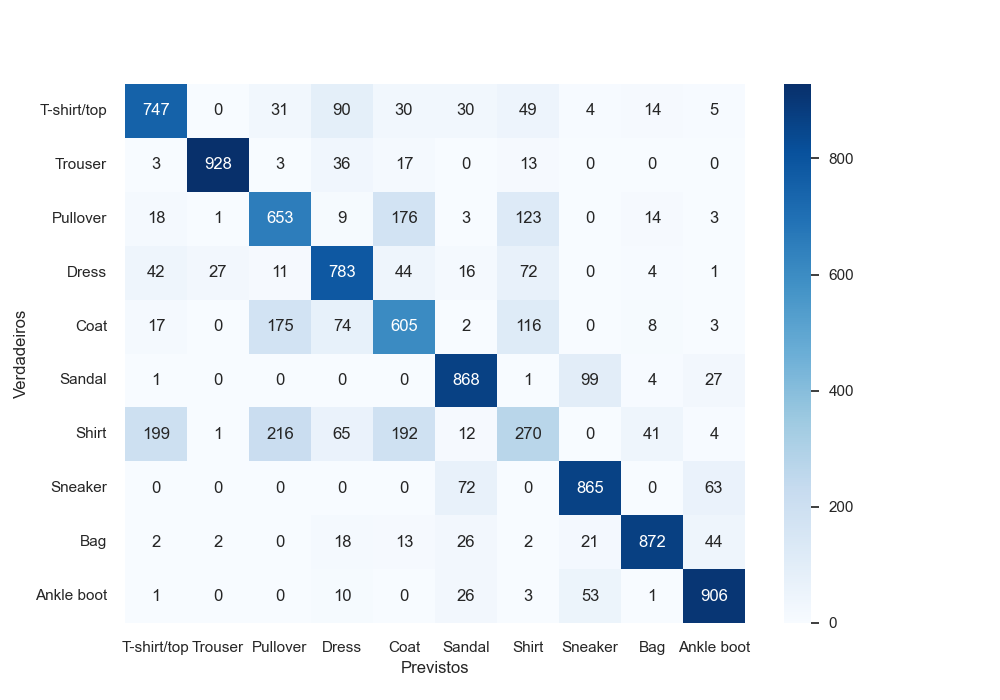 T-shirt/top 747 0 31 90 30 30 49 4 14 5
Trouser 3 928 3 36 17 0 13 0 0 0
Pullover 18 1 653 9 176 3 123 0 14 3
Dress 42 27 11 783 44 16 72 0 4 1
Coat 17 0 175 74 605 2 116 0 8 3
Sandal 1 0 0 0 0 868 1 99 4 27
Shirt 199 1 216 65 192 12 270 0 41 4
Sneaker 0 0 0 0 0 72 0 865 0 63
Bag 2 2 0 18 13 26 2 21 872 44
Ankle boot 1 0 0 10 0 26 3 53 1 906
T-shirt/top Trouser Pullover Dress Coat Sandal Shirt Sneaker Bag Ankle boot
Previstos
Verdadeiros
800
600
400
200
0